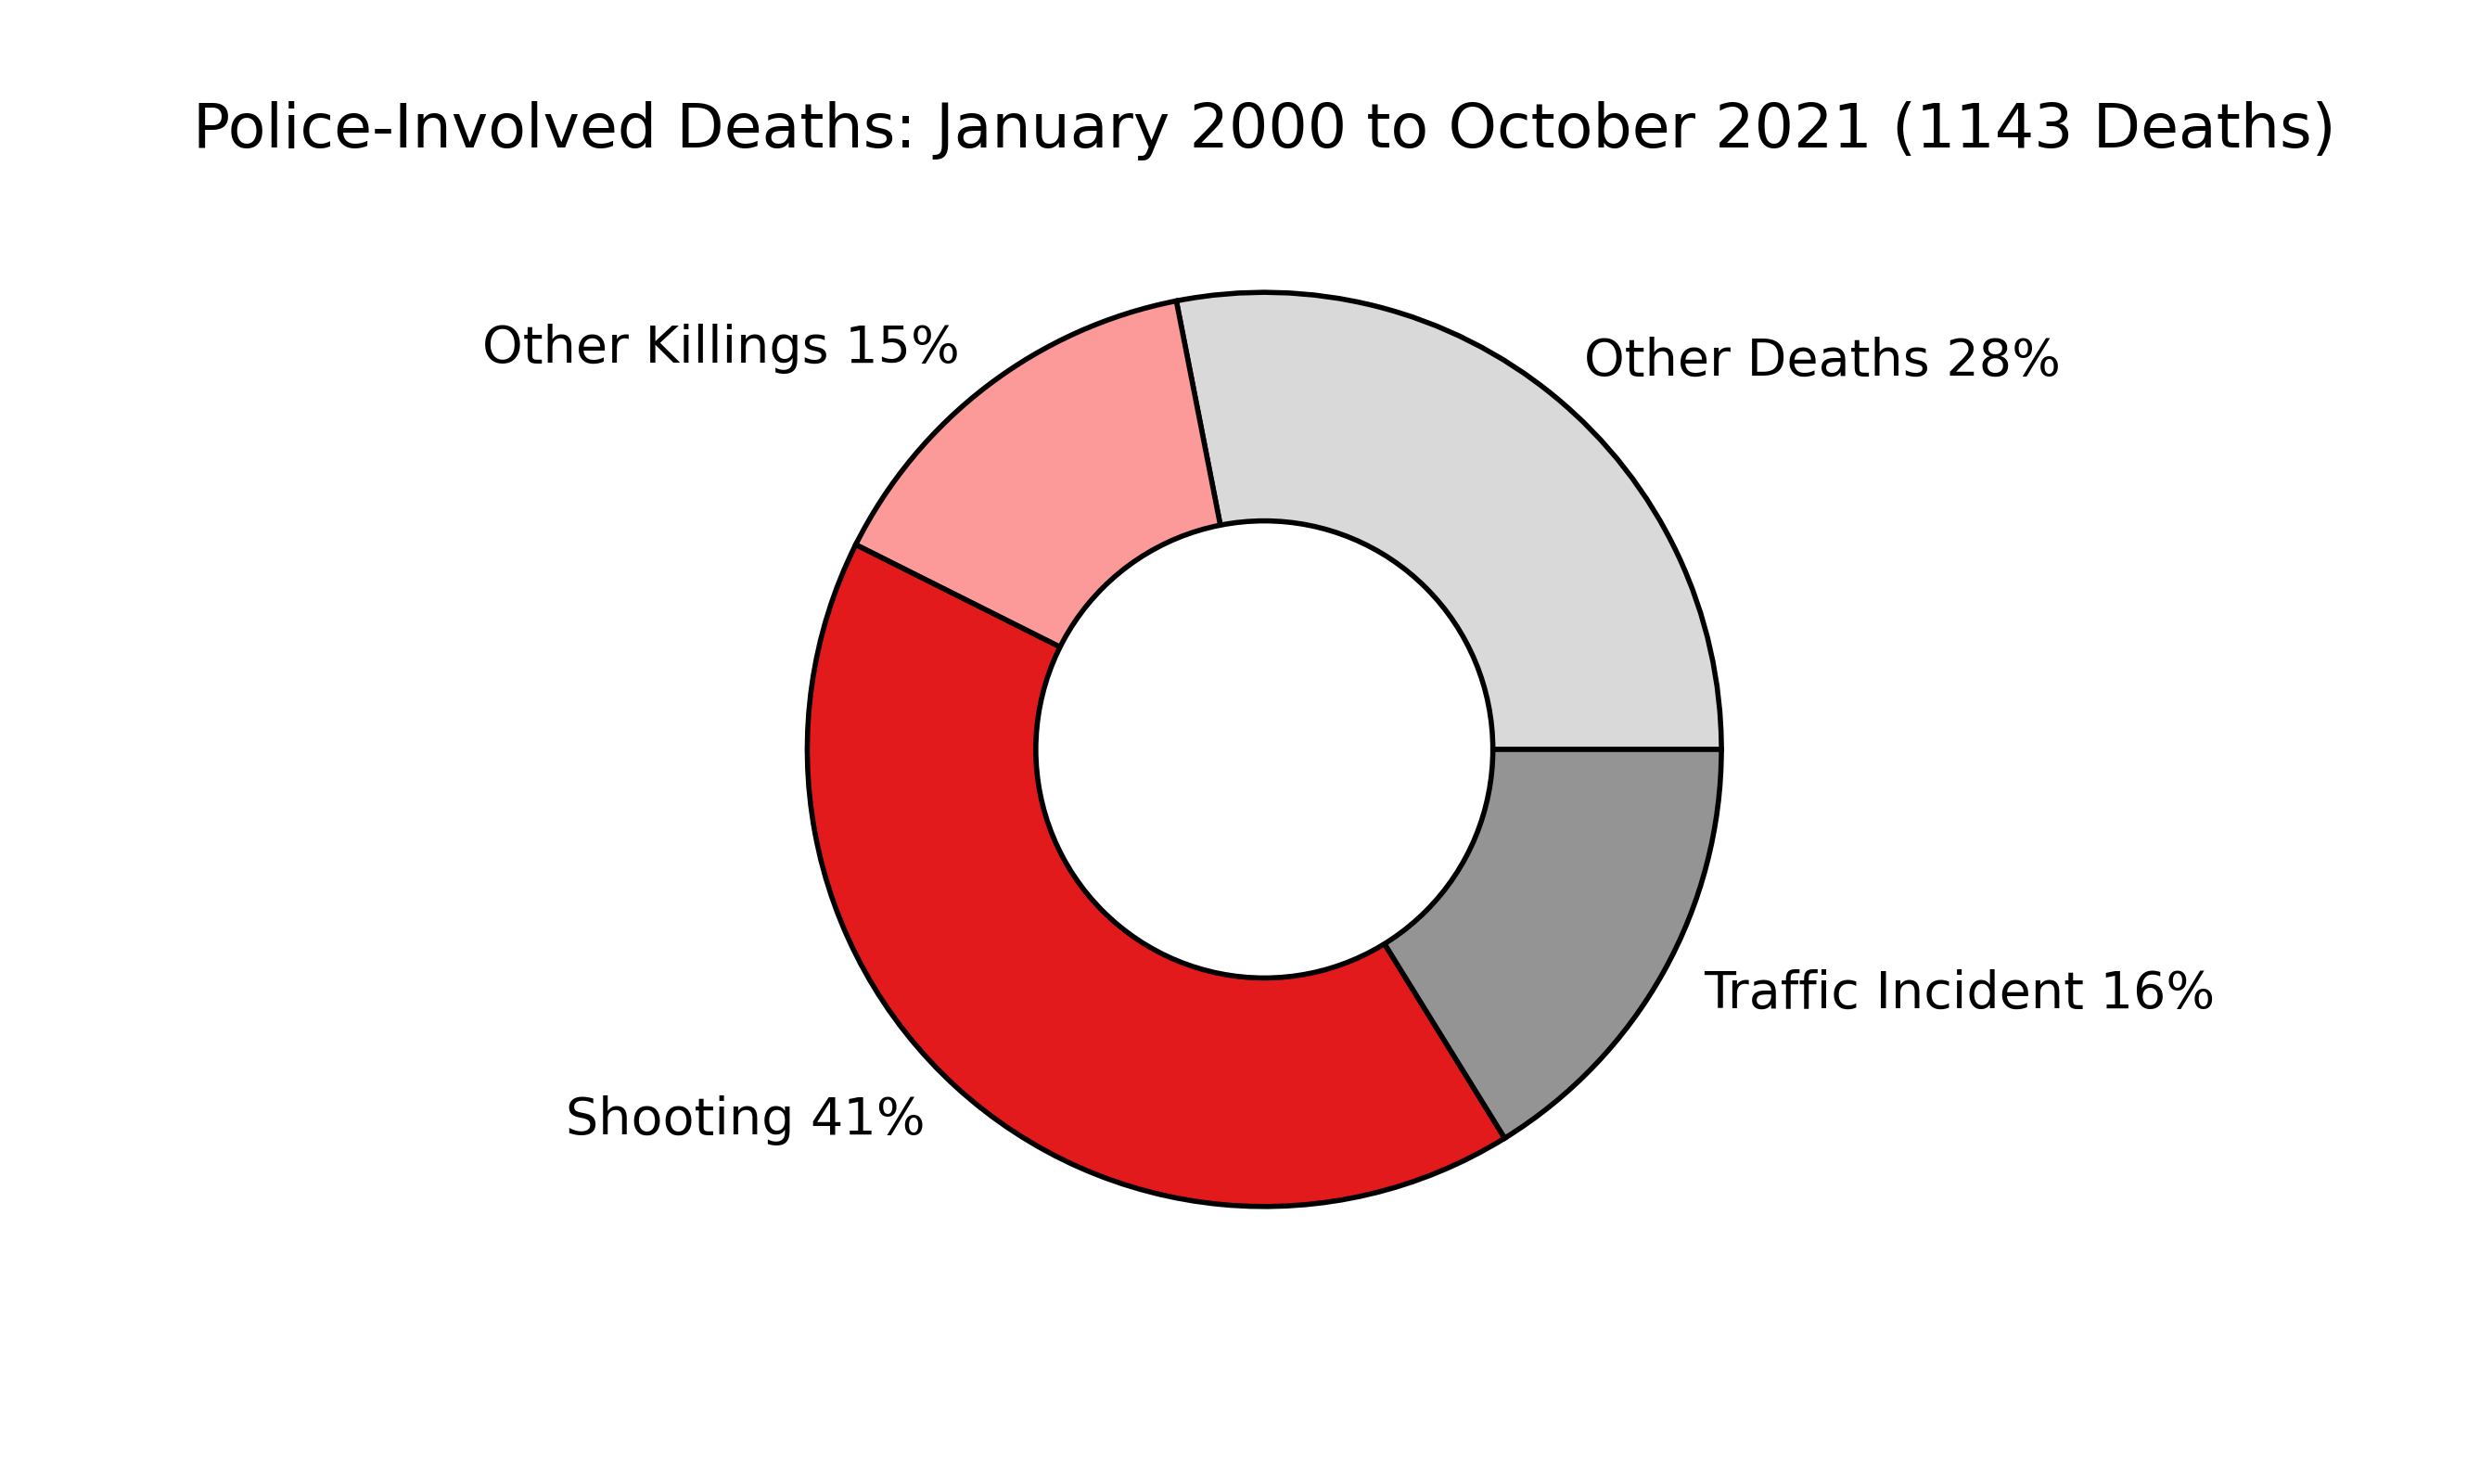 Police-Involved Deaths: January 2000 to October 2021 (1143 Deaths)
Other Killings 15%
Other Deaths 28%
Traffic Incident 16%
Shooting 41%